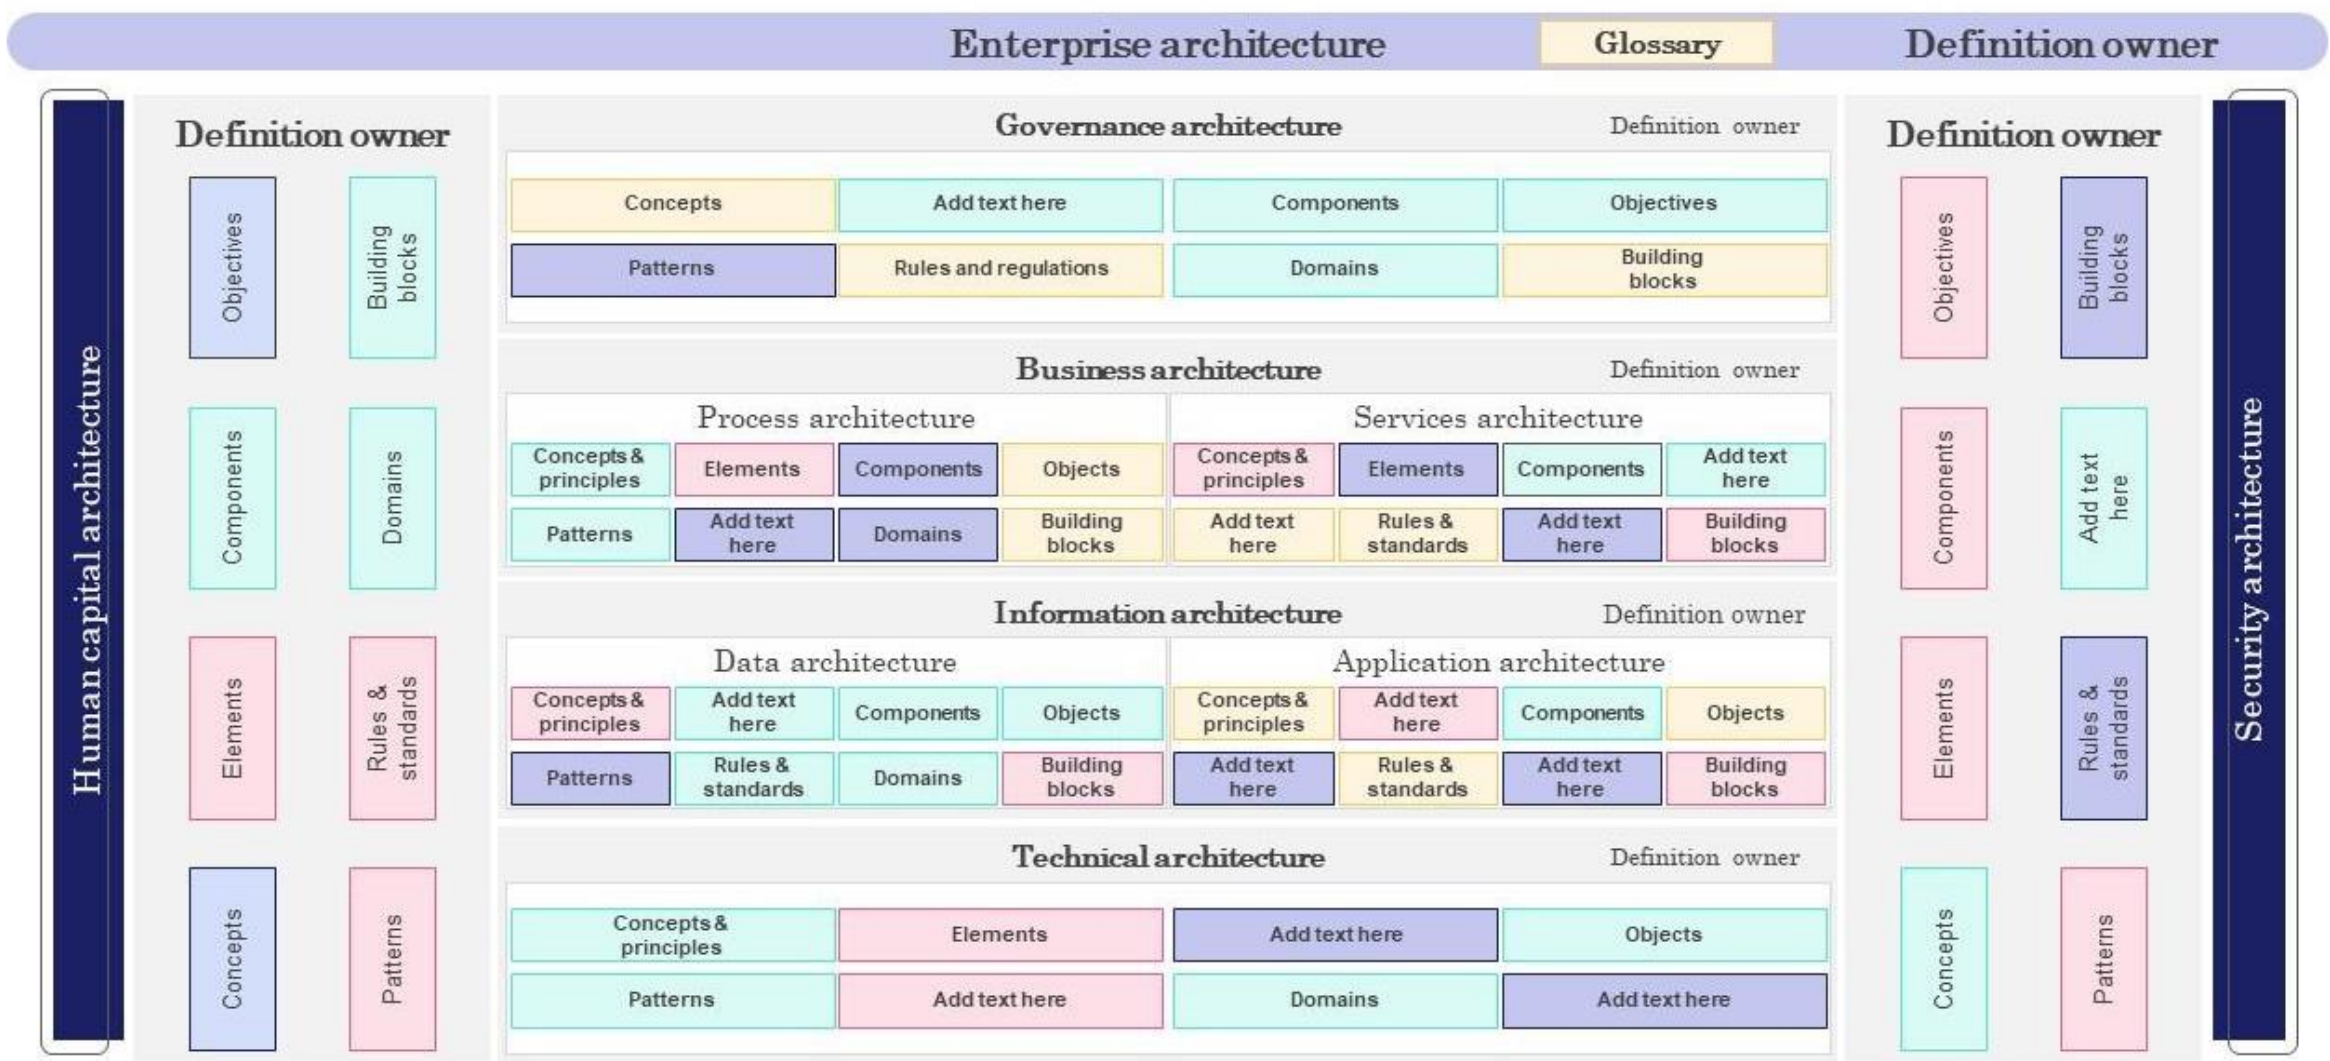 Enterprise architecture
Glossary
Definition owner
Human capital architecture
Definition owner
Objectives
Building
blocks
Components
Domains
Elements
Rules &
standards
Concepts
Patterns
Governance architecture
Definition owner
Concepts
Add text here
Components
Objectives
Patterns
Rules and regulations
Domains
Building
blocks
Business architecture
Definition owner
Process architecture
Concepts &
principles
Elements
Components
Objects
Patterns
Add text
here
Domains
Building
blocks
Services architecture
Concepts &
principles
Elements
Components
Add text
here
Add text
here
Rules &
standards
Add text
here
Building
blocks
Information architecture
Definition owner
Data architecture
Concepts &
principles
Add text
here
Components
Objects
Patterns
Rules &
standards
Domains
Building
blocks
Application architecture
Concepts &
principles
Add text
here
Components
Objects
Add text
here
Rules &
standards
Add text
here
Building
blocks
Technical architecture
Definition owner
Concepts &
principles
Elements
Add text here
Objects
Patterns
Add text here
Domains
Add text here
Definition owner
Objectives
Building
blocks
Components
Add text
here
Elements
Rules &
standards
Concepts
Patterns
Security architecture